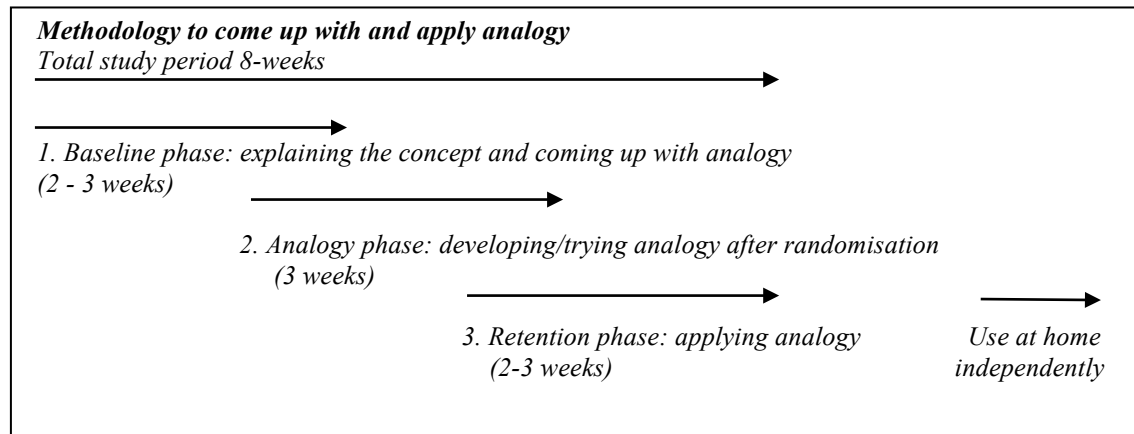 Methodology to come up with and apply analogy
Total study period 8-weeks
1. Baseline phase: explaining the concept and coming up with analogy
(2 - 3 weeks)
2. Analogy phase: developing/trying analogy after randomisation
(3 weeks)
3. Retention phase: applying analogy
(2-3 weeks)
Use at home
independently